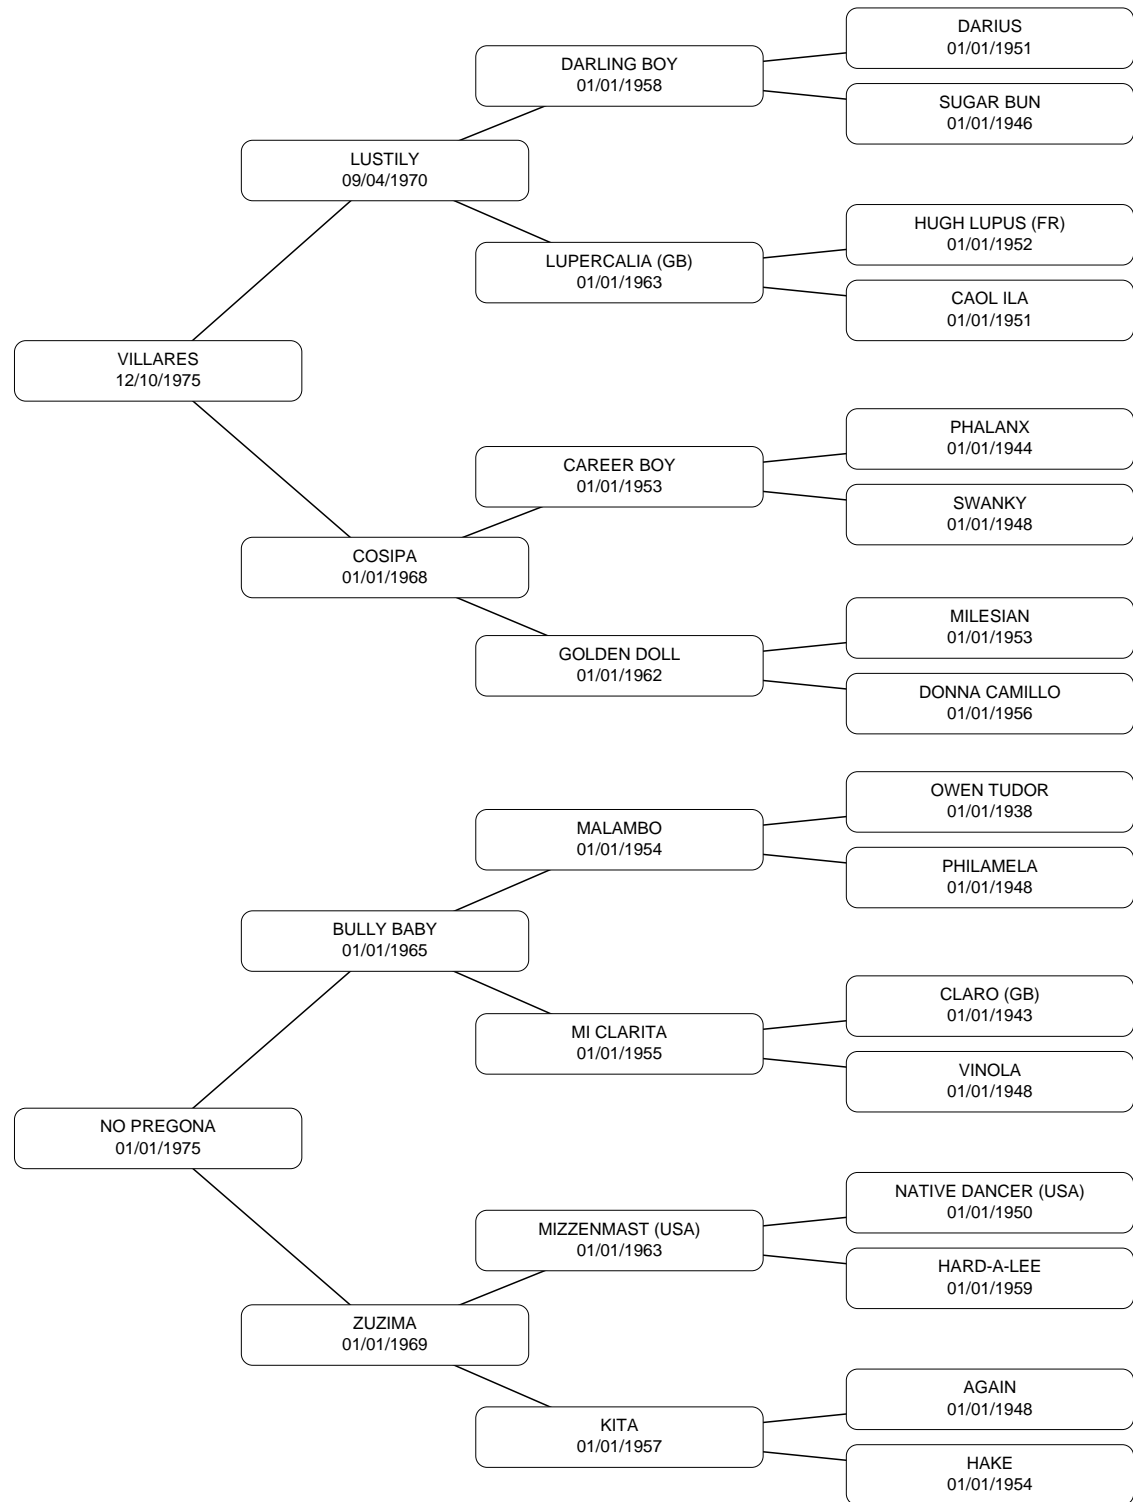 DARIUS
01/01/1951
DARLING BOY
01/01/1958
SUGAR BUN
01/01/1946
LUSTILY
09/04/1970
HUGH LUPUS (FR)
01/01/1952
LUPERCALIA (GB)
01/01/1963
CAOL ILA
01/01/1951
VILLARES
12/10/1975
PHALANX
01/01/1944
CAREER BOY
01/01/1953
SWANKY
01/01/1948
COSIPA
01/01/1968
MILESIAN
01/01/1953
GOLDEN DOLL
01/01/1962
DONNA CAMILLO
01/01/1956
OWEN TUDOR
01/01/1938
MALAMBO
01/01/1954
PHILAMELA
01/01/1948
BULLY BABY
01/01/1965
CLARO (GB)
01/01/1943
MI CLARITA
01/01/1955
VINOLA
01/01/1948
NO PREGONA
01/01/1975
NATIVE DANCER (USA)
01/01/1950
MIZZENMAST (USA)
01/01/1963
HARD-A-LEE
01/01/1959
ZUZIMA
01/01/1969
AGAIN
01/01/1948
KITA
01/01/1957
HAKE
01/01/1954